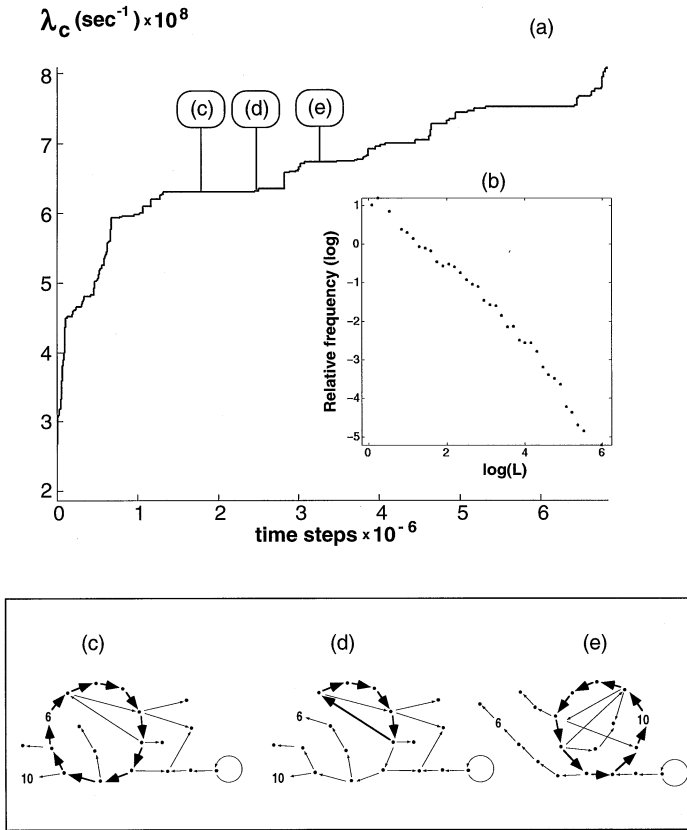 λc (sec-1) × 10 8
(a)
8
7
6
5
4
3
2
(c) (d) (e)
(b)
1
0
−1
−2
−3
−4
−5
Relative frequency (log)
0 2 4 6
log(L)
0 1 2 3 4 5 6
time steps × 10 -6
(c) (d) (e)
6 10
6 10
6 10